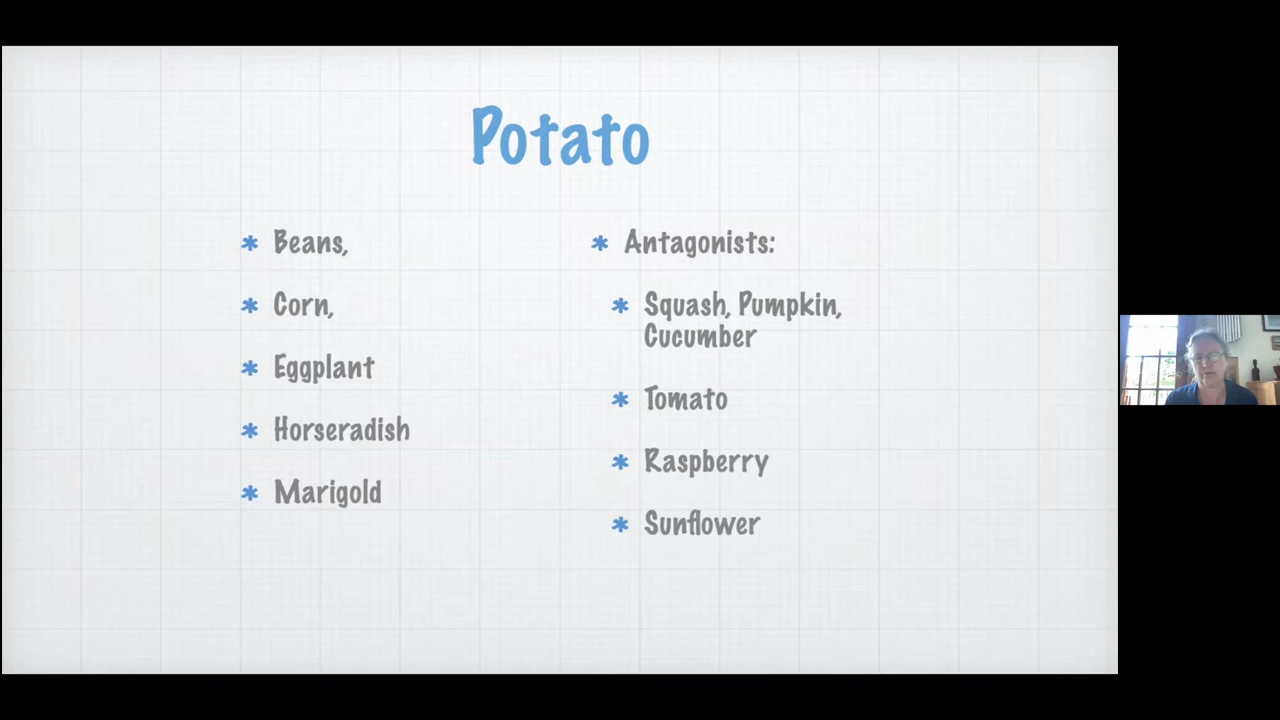 Potato
Beans,
Corn,
Eggplant
Horseradish
Marigold
Antagonists:
Squash, Pumpkin,
Cucumber
Tomato
Raspberry
Sunflower